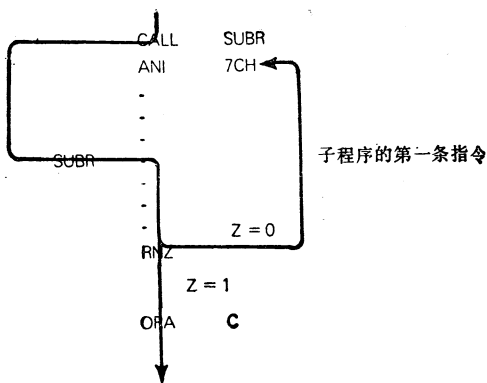 CALL SUBR
ANI 7CH
SUBR
子程序的第一条指令
Z = 0
RNZ
Z = 1
ORA C